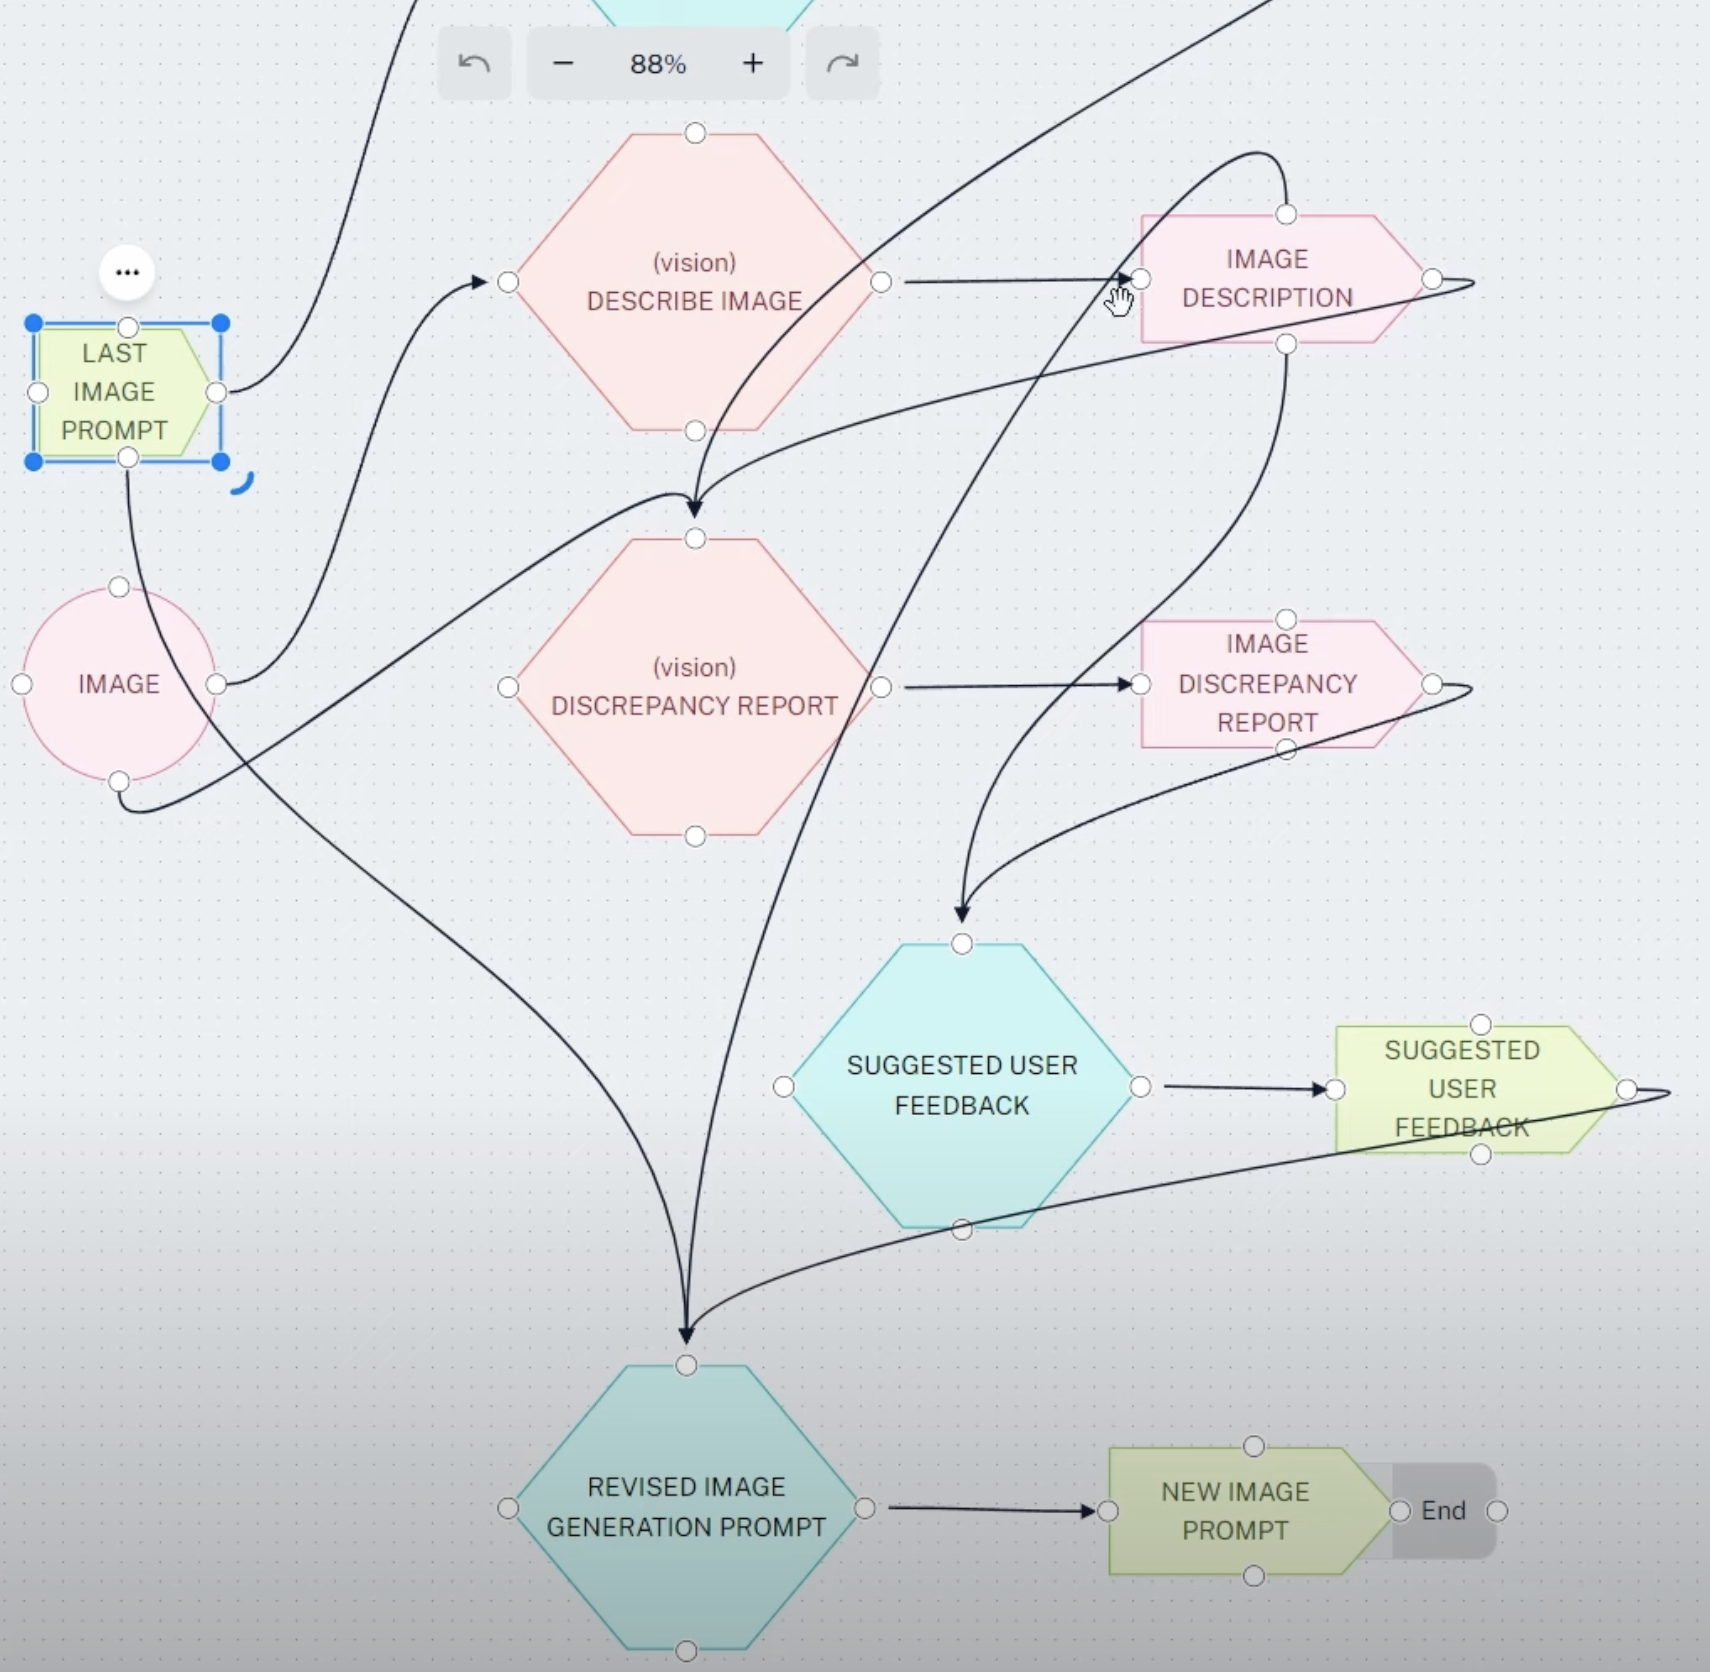 88%
(vision)
DESCRIBE IMAGE
IMAGE
DESCRIPTION
LAST
IMAGE
PROMPT
IMAGE
(vision)
DISCREPANCY REPORT
IMAGE
DISCREPANCY
REPORT
SUGGESTED USER
FEEDBACK
SUGGESTED
USER
FEEDBACK
REVISED IMAGE
GENERATION PROMPT
NEW IMAGE
PROMPT
End